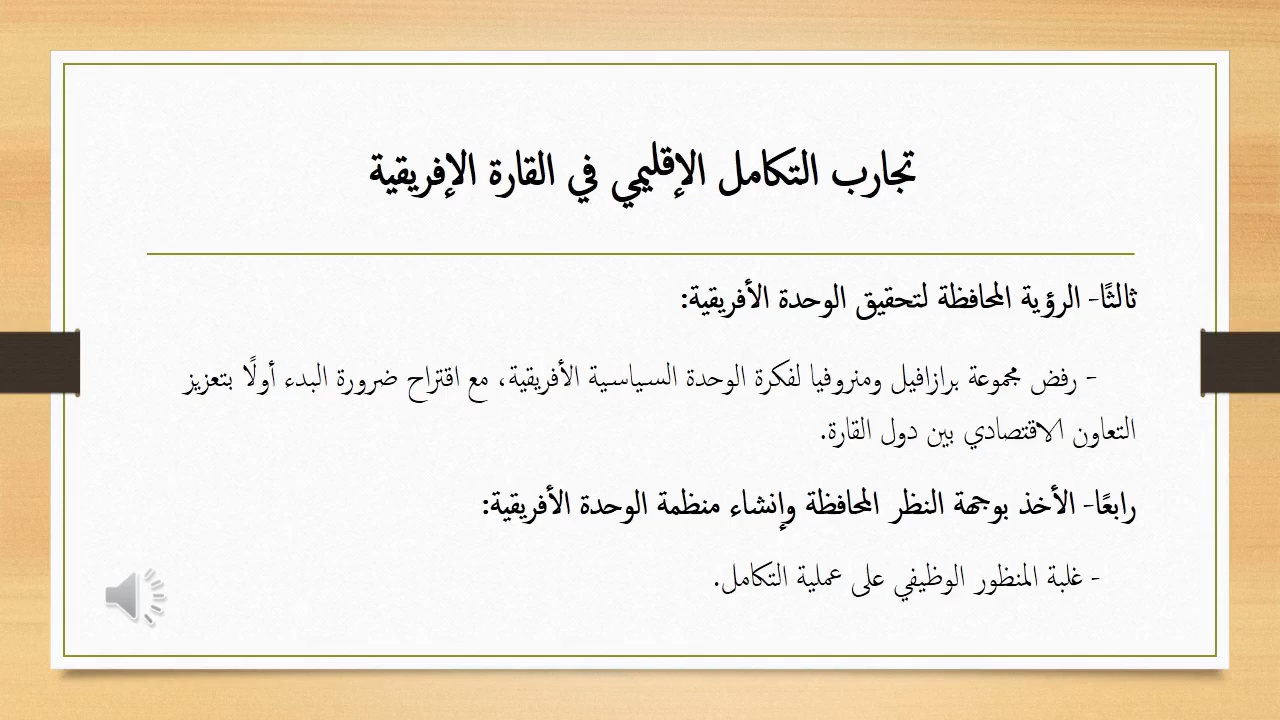 تجارب التكامل الإقليمي في القارة الإفريقية
ثالثًا- الرؤية المحافظة لتحقيق الوحدة الأفريقية:
- رفض مجموعة برازافيل ومنروفيا لفكرة الوحدة السياسية الأفريقية، مع اقتراح ضرورة البدء أولًا بتعزيز
التعاون الاقتصادي بين دول القارة.
رابعًا- الأخذ بوجهة النظر المحافظة وإنشاء منظمة الوحدة الأفريقية:
- غلبة المنظور الوظيفي على عملية التكامل.